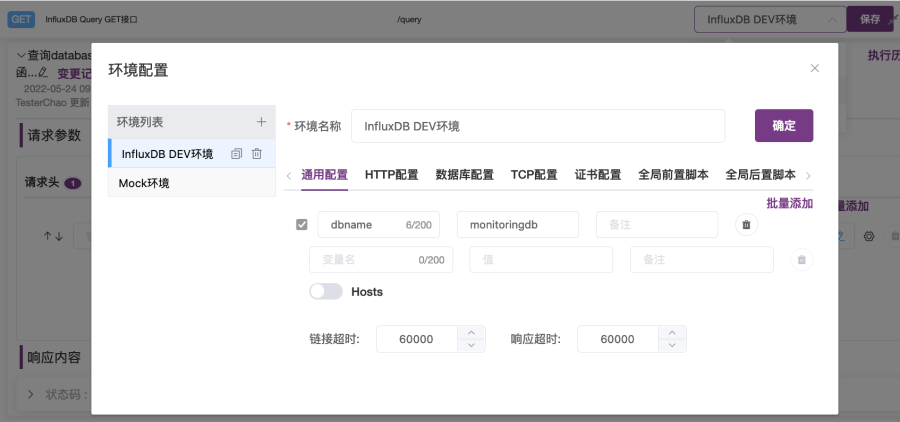 GET InfluxDB Query GET接口 /query InfluxDB DEV环境 保存
查询databas
函... 变更记
执行历
2022-05-24 09
TesterChao 更新
请求参数
请求头 1
批量添加
响应内容
状态码：
环境配置
环境列表
InfluxDB DEV环境
Mock环境
* 环境名称 InfluxDB DEV环境 确定
通用配置 HTTP配置 数据库配置 TCP配置 证书配置 全局前置脚本 全局后置脚本
批量添加
dbname 6/200 monitoringdb 备注
变量名 0/200 值 备注
Hosts
链接超时: 60000 响应超时: 60000